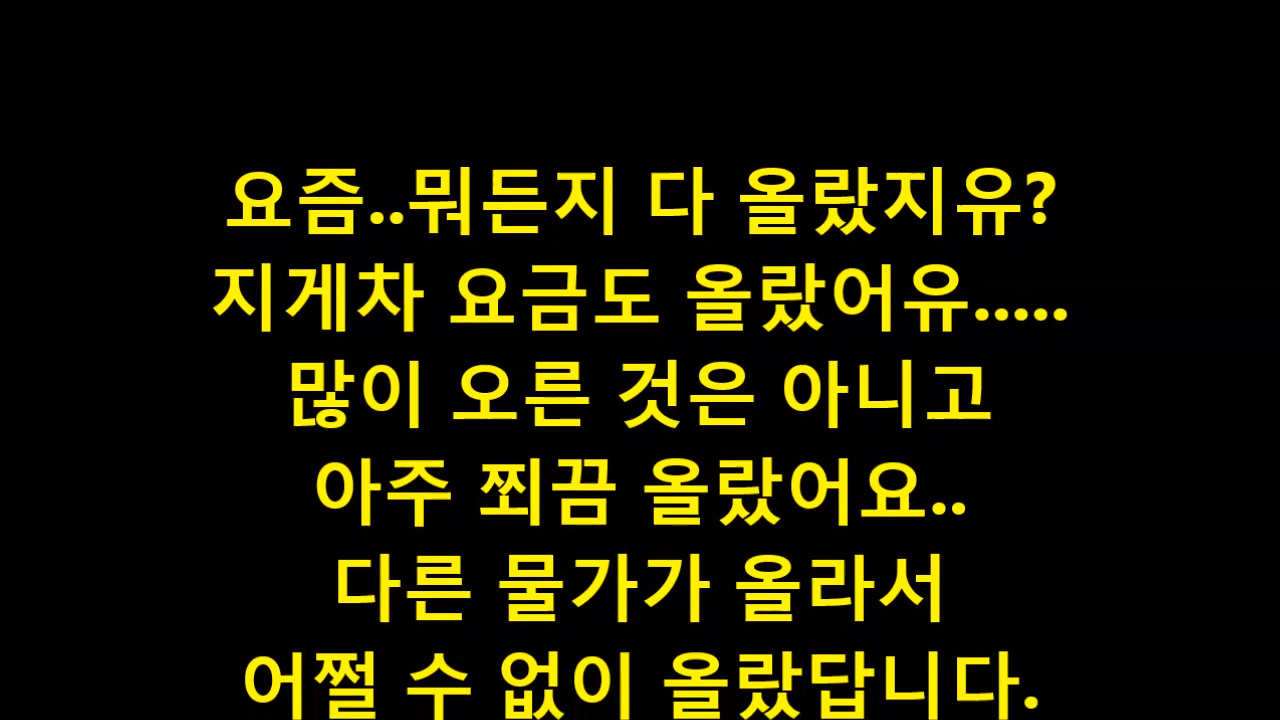 요즘..뭐든지 다 올랐지유?
지게차 요금도 올랐어유.....
많이 오른 것은 아니고
아주 쬐끔 올랐어요..
다른 물가가 올라서
어쩔 수 없이 올랐답니다.